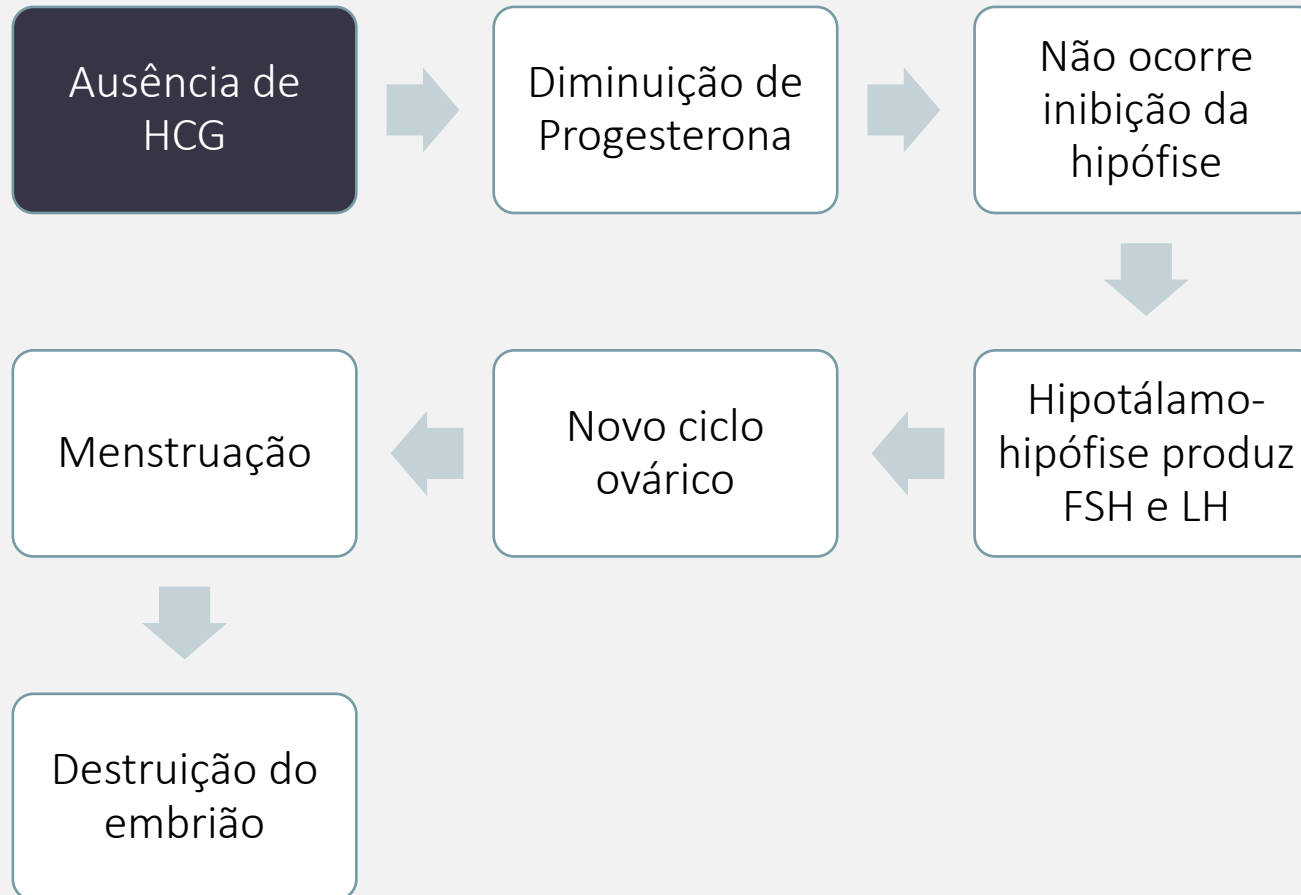 Ausência de
HCG
Diminuição de
Progesterona
Não ocorre
inibição da
hipófise
Hipotálamo-
hipófise produz
FSH e LH
Novo ciclo
ovárico
Menstruação
Destruição do
embrião